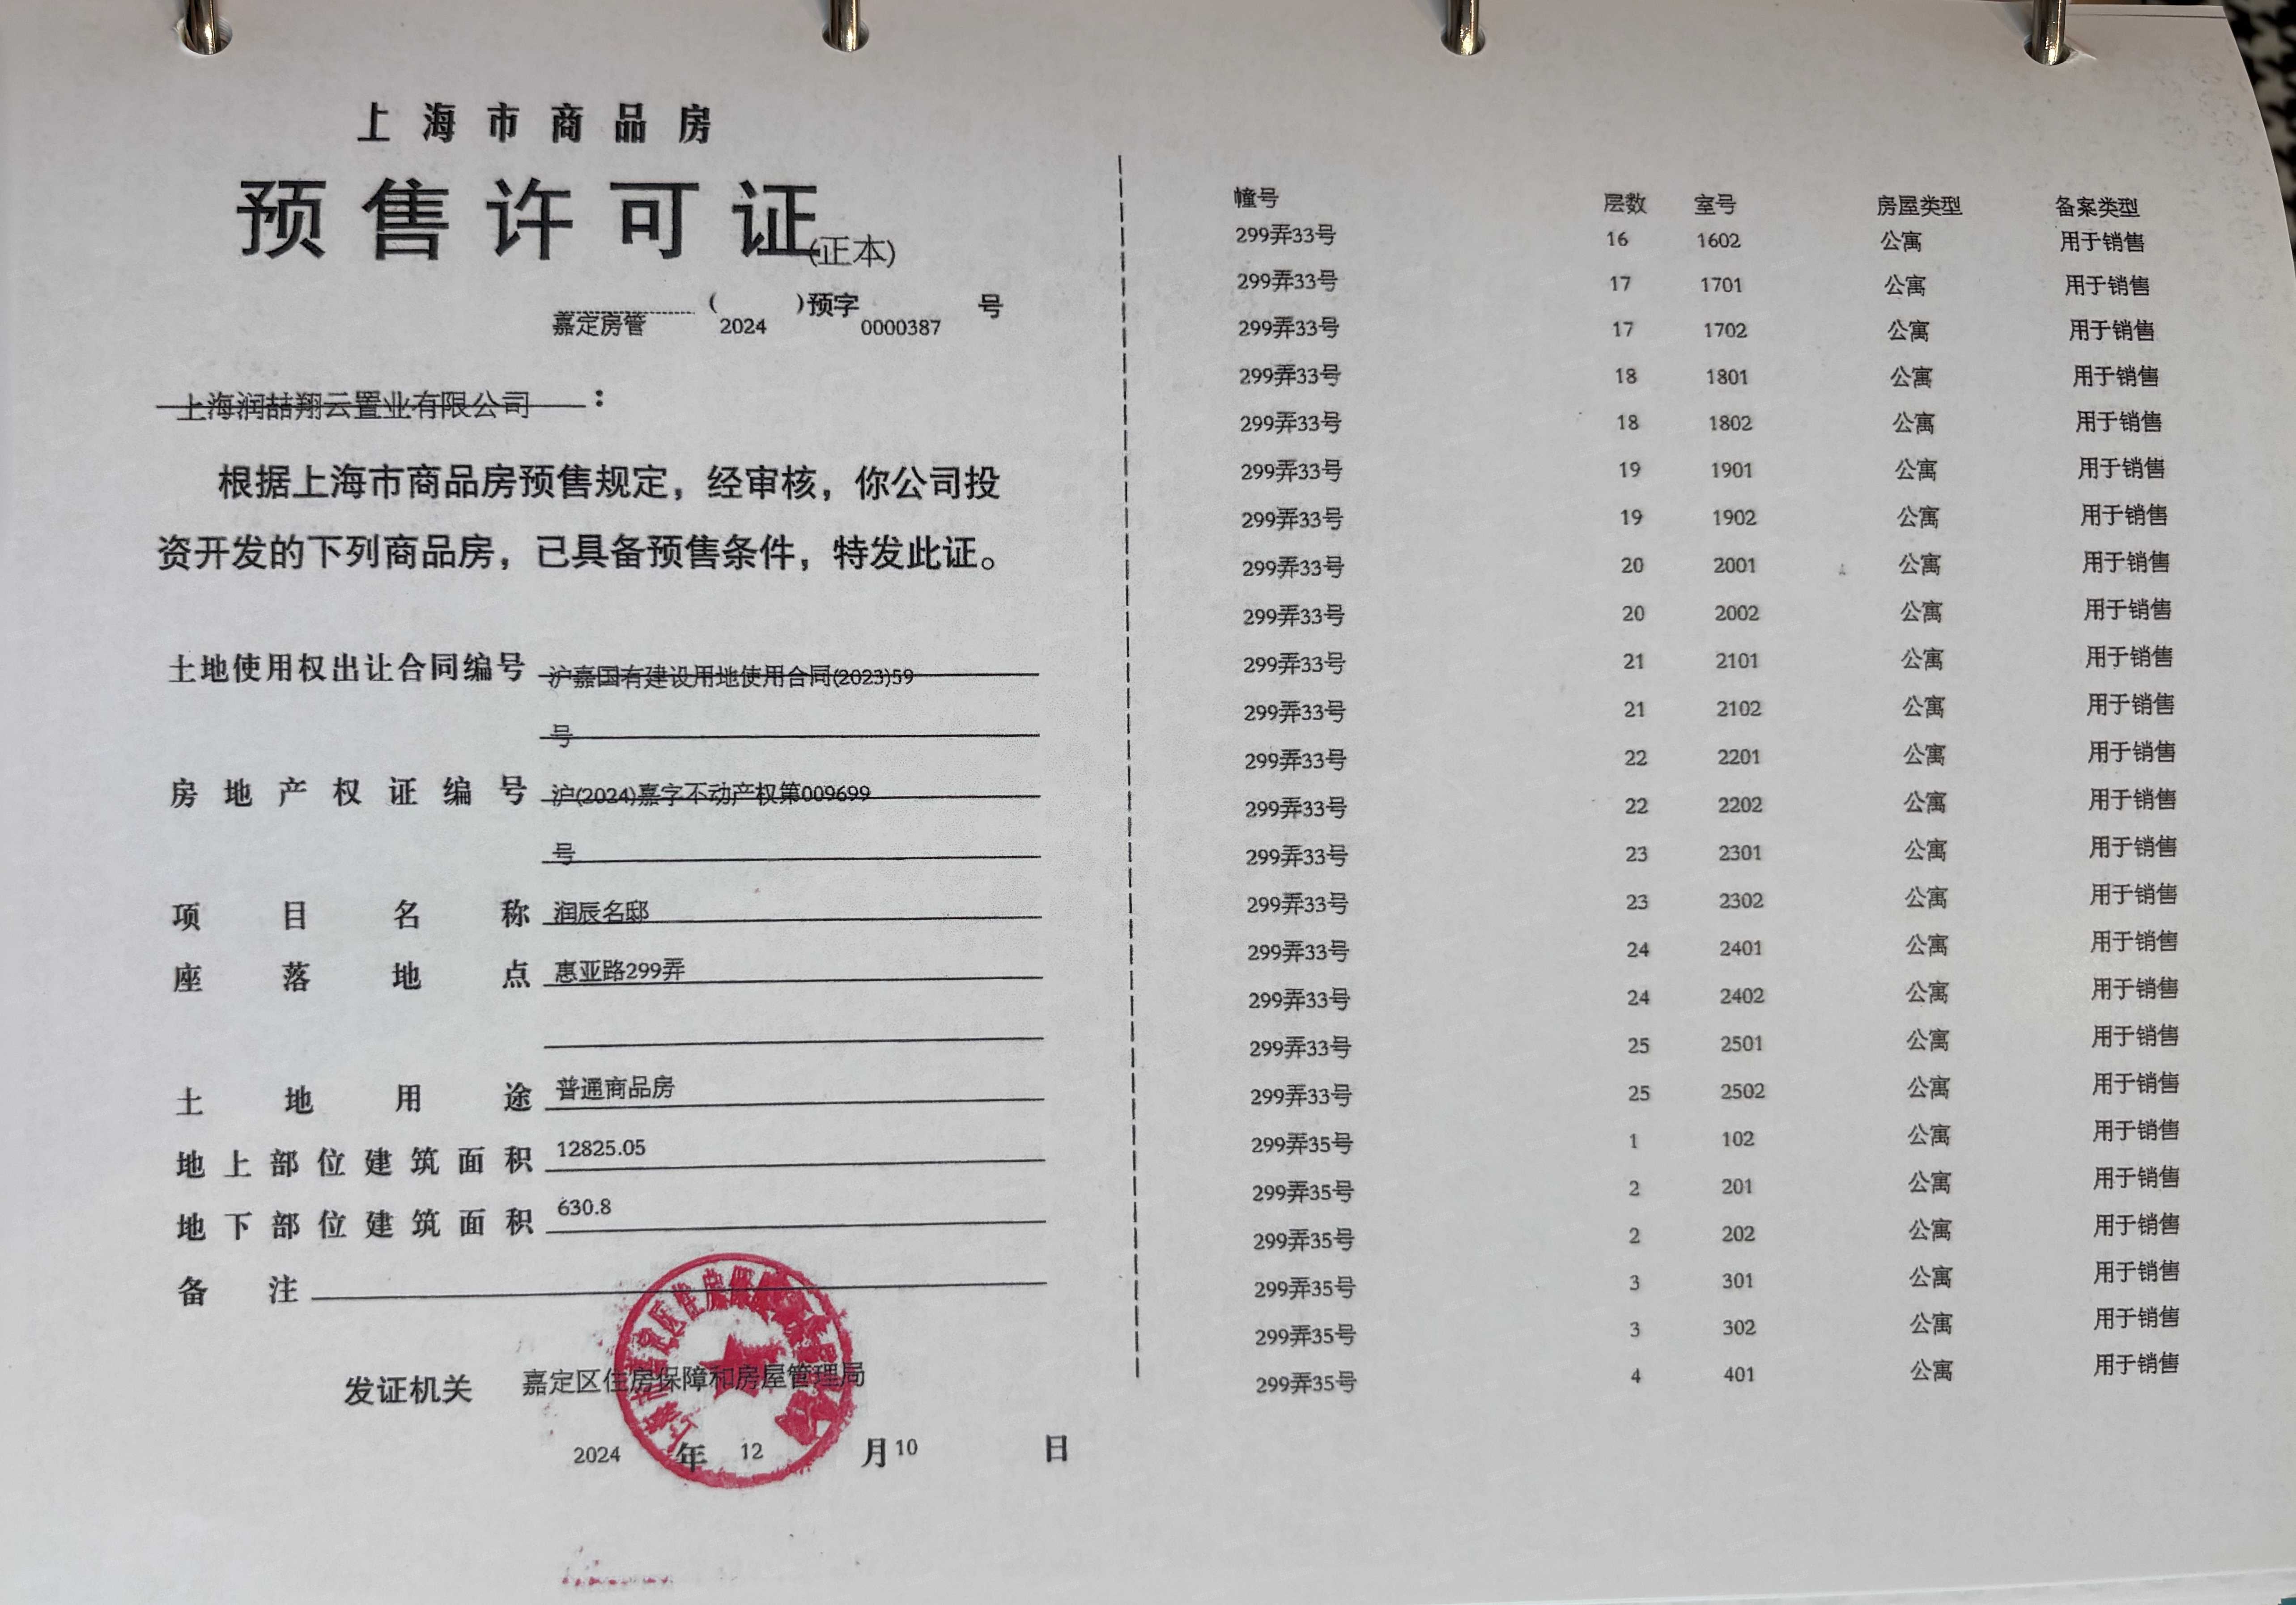 上海市商品房
预售许可证(正本)
嘉定房管(2024)预字0000387号
上海润喆翔云置业有限公司:
根据上海市商品房预售规定,经审核,你公司投
资开发的下列商品房,已具备预售条件,特发此证。
土地使用权出让合同编号 沪嘉国有建设用地使用合同(2023)59
号
房地产权证编号 沪(2024)嘉字不动产权第009699
号
项目名称 润辰名邸
座落地点 惠亚路299弄
土地用途 普通商品房
地上部位建筑面积 12825.05
地下部位建筑面积 630.8
备注
发证机关 嘉定区住房保障和房屋管理局
2024年12月10日
幢号 层数 室号 房屋类型 备案类型
299弄33号 16 1602 公寓 用于销售
299弄33号 17 1701 公寓 用于销售
299弄33号 17 1702 公寓 用于销售
299弄33号 18 1801 公寓 用于销售
299弄33号 18 1802 公寓 用于销售
299弄33号 19 1901 公寓 用于销售
299弄33号 19 1902 公寓 用于销售
299弄33号 20 2001 公寓 用于销售
299弄33号 20 2002 公寓 用于销售
299弄33号 21 2101 公寓 用于销售
299弄33号 21 2102 公寓 用于销售
299弄33号 22 2201 公寓 用于销售
299弄33号 22 2202 公寓 用于销售
299弄33号 23 2301 公寓 用于销售
299弄33号 23 2302 公寓 用于销售
299弄33号 24 2401 公寓 用于销售
299弄33号 24 2402 公寓 用于销售
299弄33号 25 2501 公寓 用于销售
299弄33号 25 2502 公寓 用于销售
299弄35号 1 102 公寓 用于销售
299弄35号 2 201 公寓 用于销售
299弄35号 2 202 公寓 用于销售
299弄35号 3 301 公寓 用于销售
299弄35号 3 302 公寓 用于销售
299弄35号 4 401 公寓 用于销售